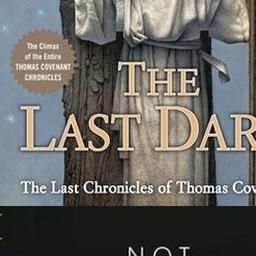 The Climax
of the Entire
THOMAS COVENANT
CHRONICLES
THE
LAST DAR
The Last Chronicles of Thomas Cov
NOT